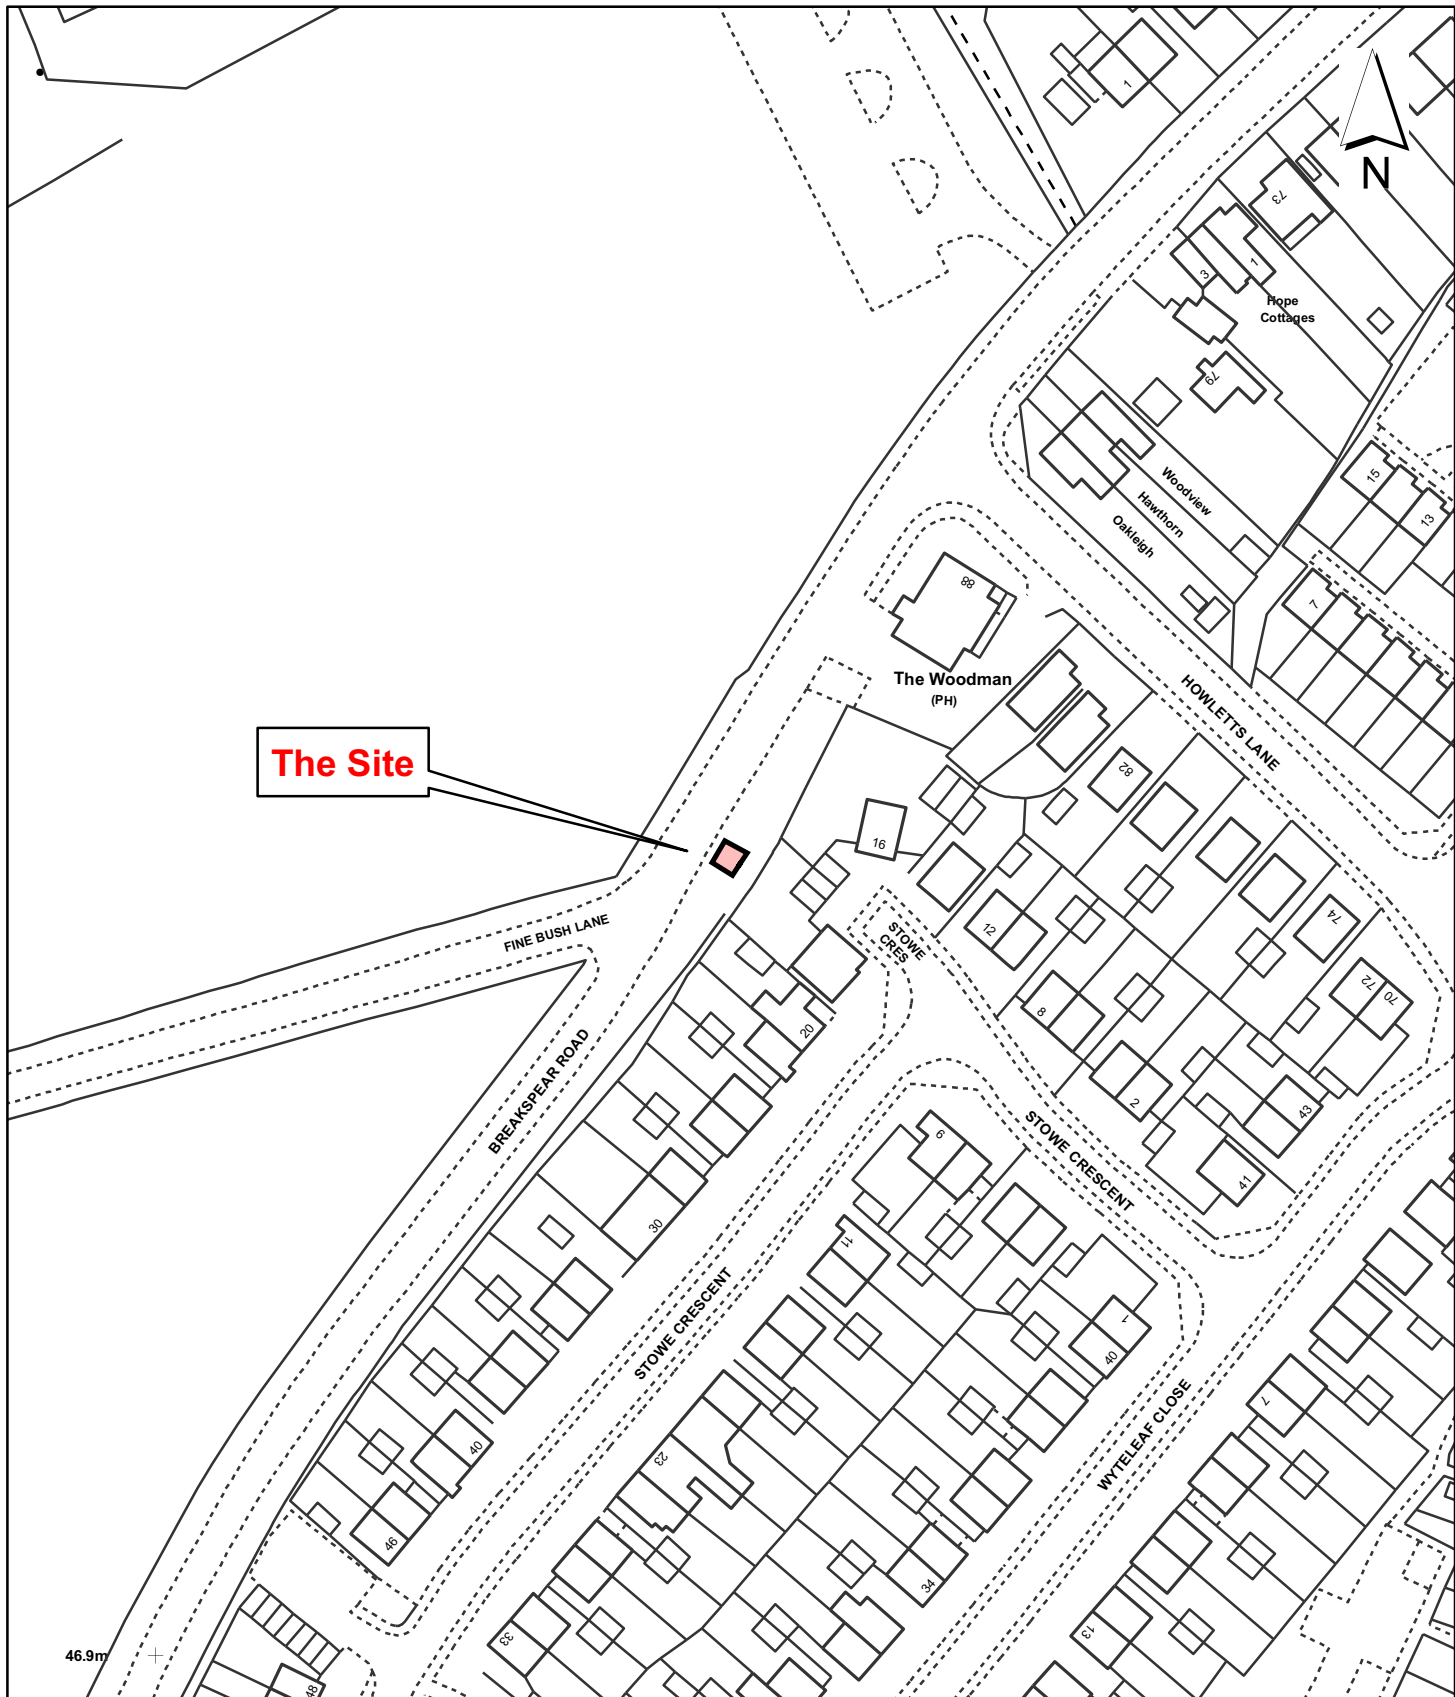 1
N
73
1
3
Hope
Cottages
79
15
13
Woodview
Hawthorn
Oakleigh
88
7
The Woodman
(PH)
HOWLETTS LANE
The Site
82
16
FINE BUSH LANE
STOWE
CRES
12
74
72
70
8
20
2
43
BREAKSPEAR ROAD
STOWE CRESCENT
9
41
30
11
STOWE CRESCENT
1
40
WYTELEAF CLOSE
7
40
23
46
34
33
13
46.9m
48